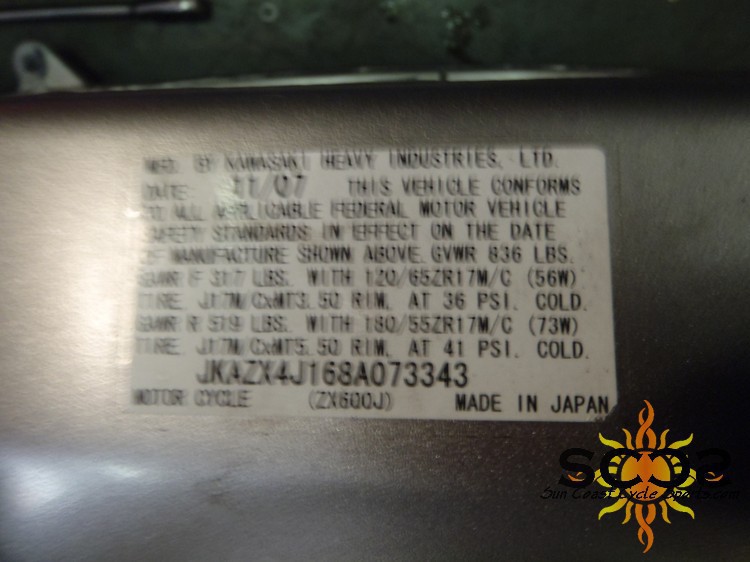 MFD. BY KAWASAKI HEAVY INDUSTRIES, LTD.
DATE: 11/07 THIS VEHICLE CONFORMS
TO ALL APPLICABLE FEDERAL MOTOR VEHICLE
SAFETY STANDARDS IN EFFECT ON THE DATE
OF MANUFACTURE SHOWN ABOVE. GVWR 836 LBS.
GAWR F 317 LBS. WITH 120/65ZR17M/C (56W)
TIRE, J17M/CxMT3.50 RIM, AT 36 PSI. COLD.
GAWR R 519 LBS. WITH 180/55ZR17M/C (73W)
TIRE, J17M/CxMT5.50 RIM, AT 41 PSI. COLD.
JKAZX4J168A073343
MOTOR CYCLE (ZX600J) MADE IN JAPAN
Sun Coast Cycle Sports.com